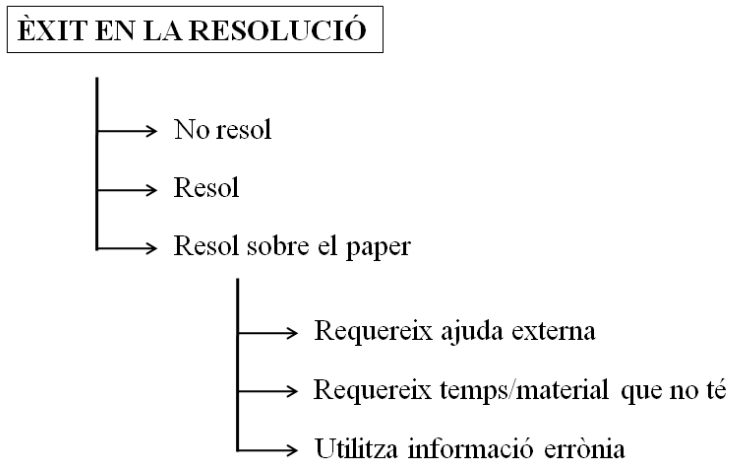 ÈXIT EN LA RESOLUCIÓ
No resol
Resol
Resol sobre el paper
Requereix ajuda externa
Requereix temps/material que no té
Utilitza informació errònia